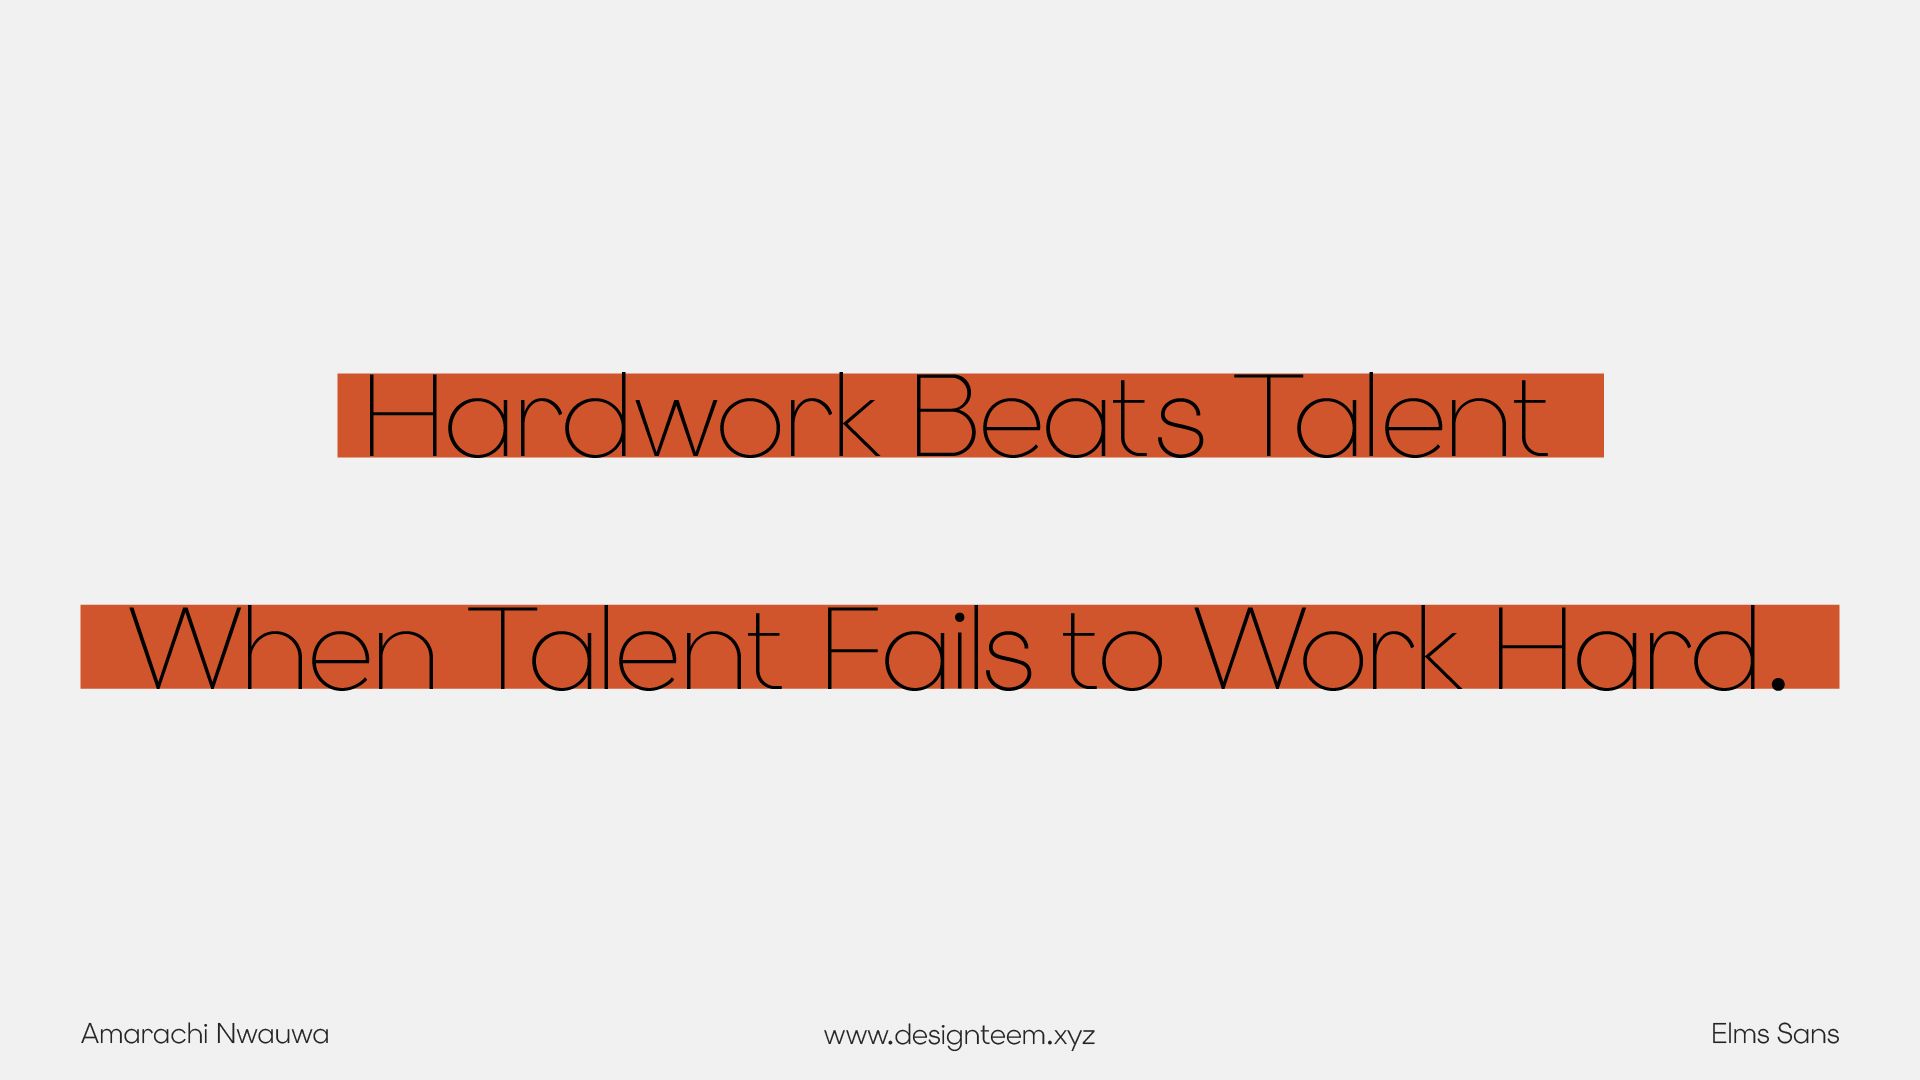 Hardwork Beats Talent
When Talent Fails to Work Hard.
Amarachi Nwauwa
www.designteem.xyz
Elms Sans